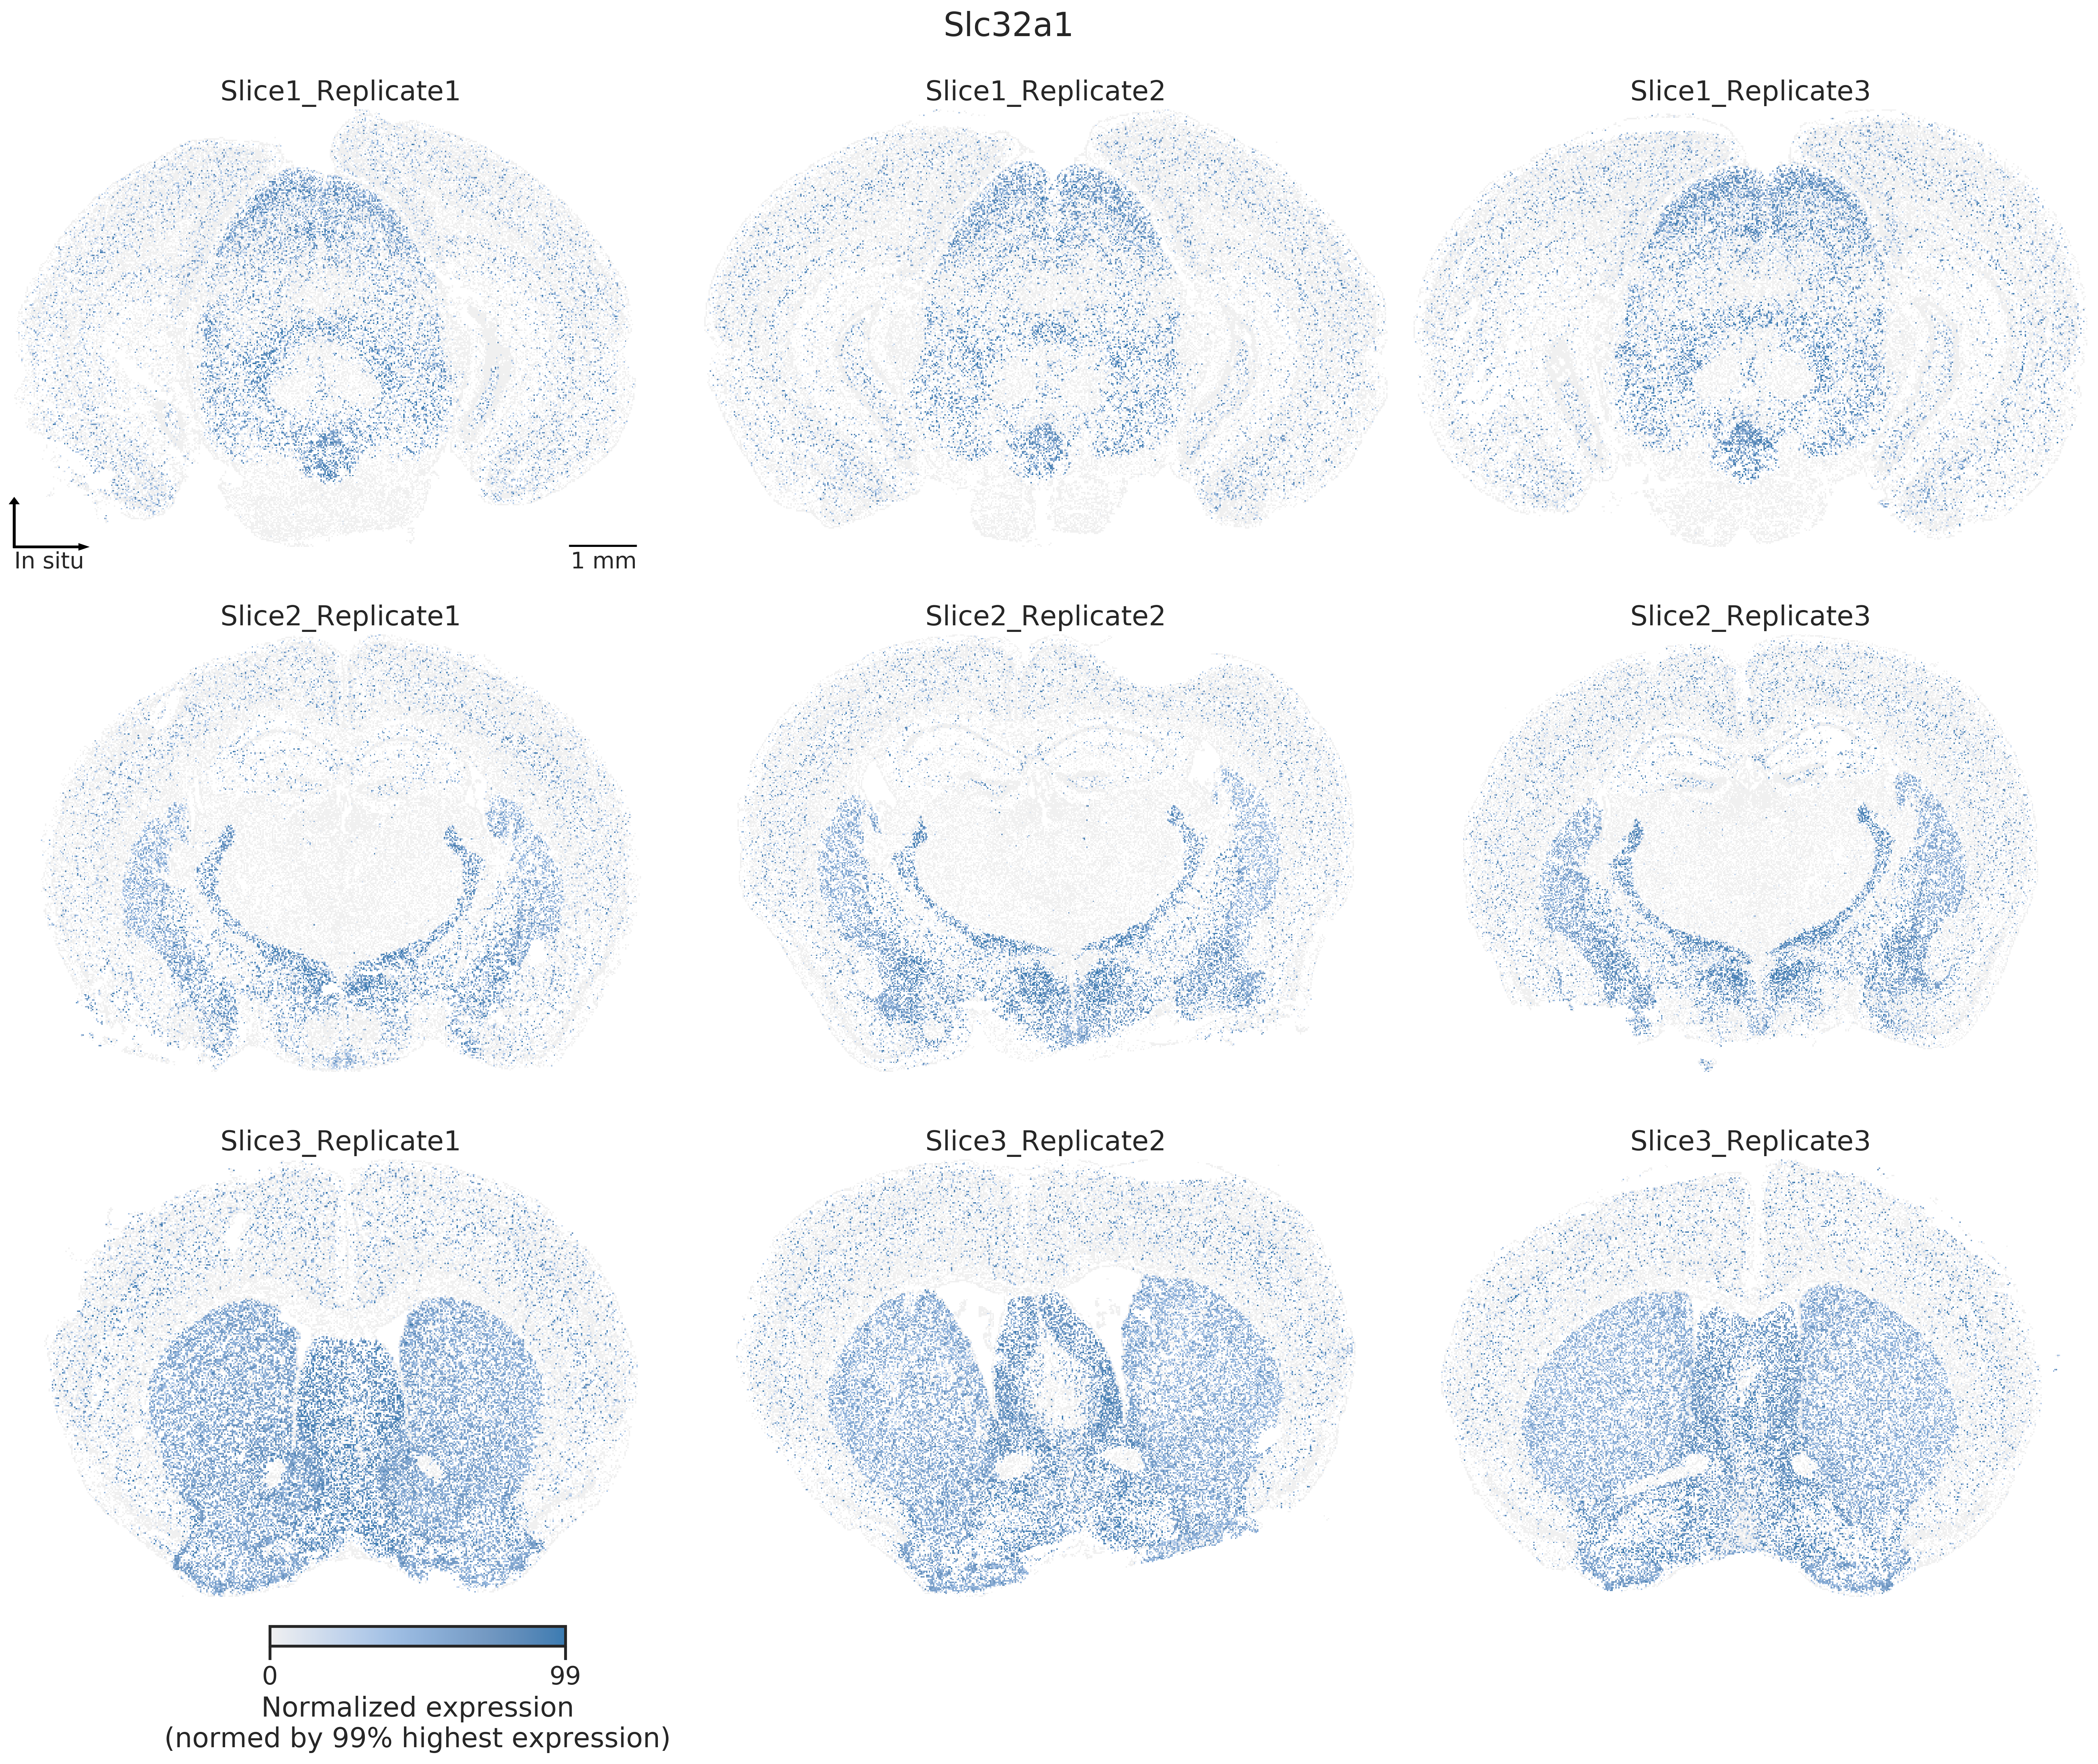 Slc32a1
Slice1_Replicate1
Slice1_Replicate2
Slice1_Replicate3
In situ
1 mm
Slice2_Replicate1
Slice2_Replicate2
Slice2_Replicate3
Slice3_Replicate1
Slice3_Replicate2
Slice3_Replicate3
0
99
Normalized expression
(normed by 99% highest expression)